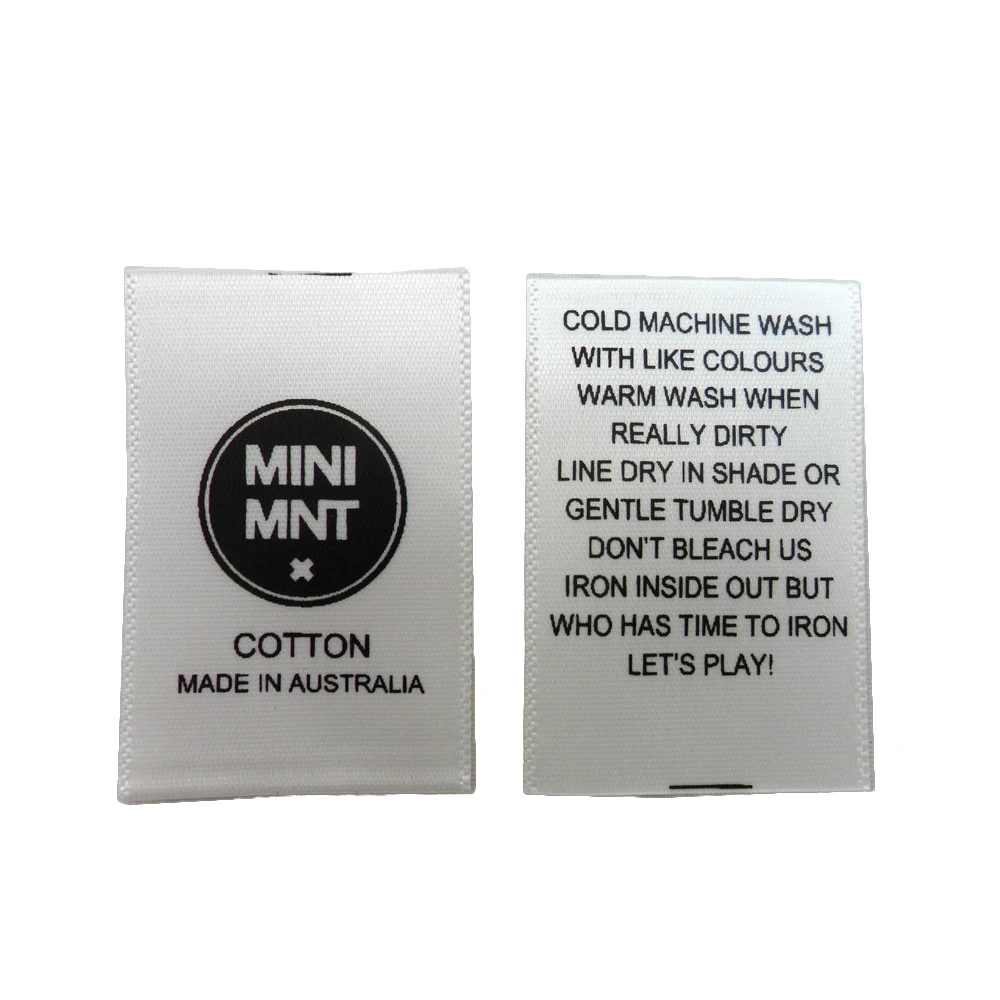 MINI
MNT
COTTON
MADE IN AUSTRALIA
COLD MACHINE WASH
WITH LIKE COLOURS
WARM WASH WHEN
REALLY DIRTY
LINE DRY IN SHADE OR
GENTLE TUMBLE DRY
DON'T BLEACH US
IRON INSIDE OUT BUT
WHO HAS TIME TO IRON
LET'S PLAY!